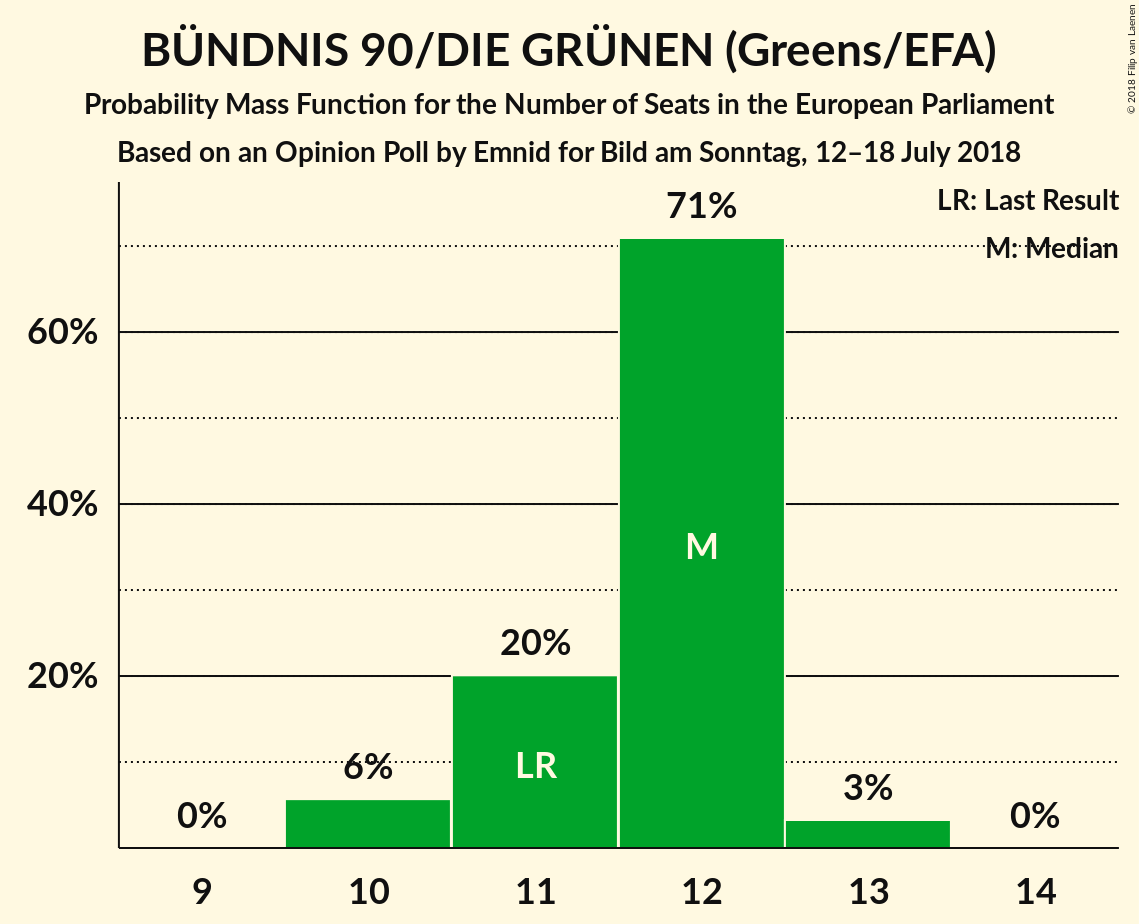 BÜNDNIS 90/DIE GRÜNEN (Greens/EFA)
Probability Mass Function for the Number of Seats in the European Parliament
Based on an Opinion Poll by Emnid for Bild am Sonntag, 12–18 July 2018
© 2018 Filip van Laenen
LR: Last Result
M: Median
71%
60%
40%
M
20%
20%
LR
6%
3%
0%
0%
9 10 11 12 13 14